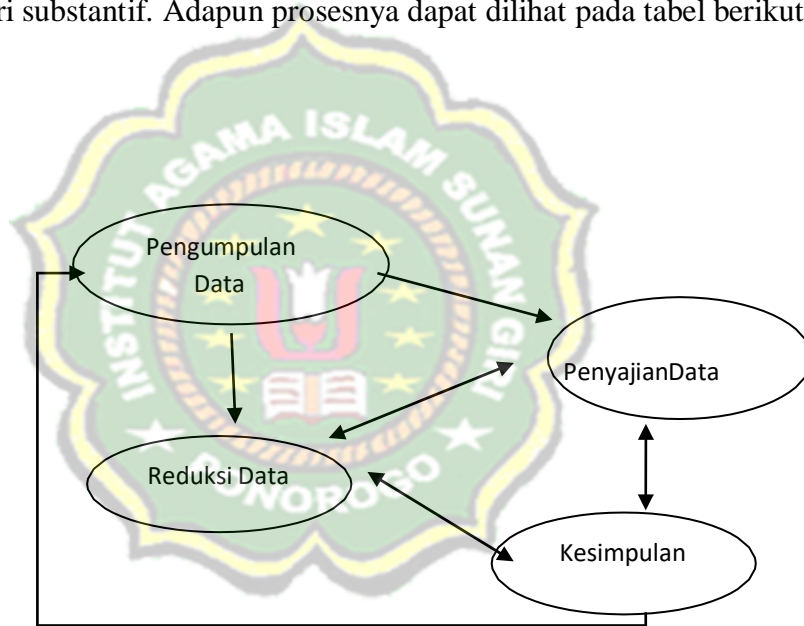 ri substantif. Adapun prosesnya dapat dilihat pada tabel berikut
INSTITUT AGAMA ISLAM SUNAN GIRI
PONOROGO
Pengumpulan
Data
PenyajianData
Reduksi Data
Kesimpulan